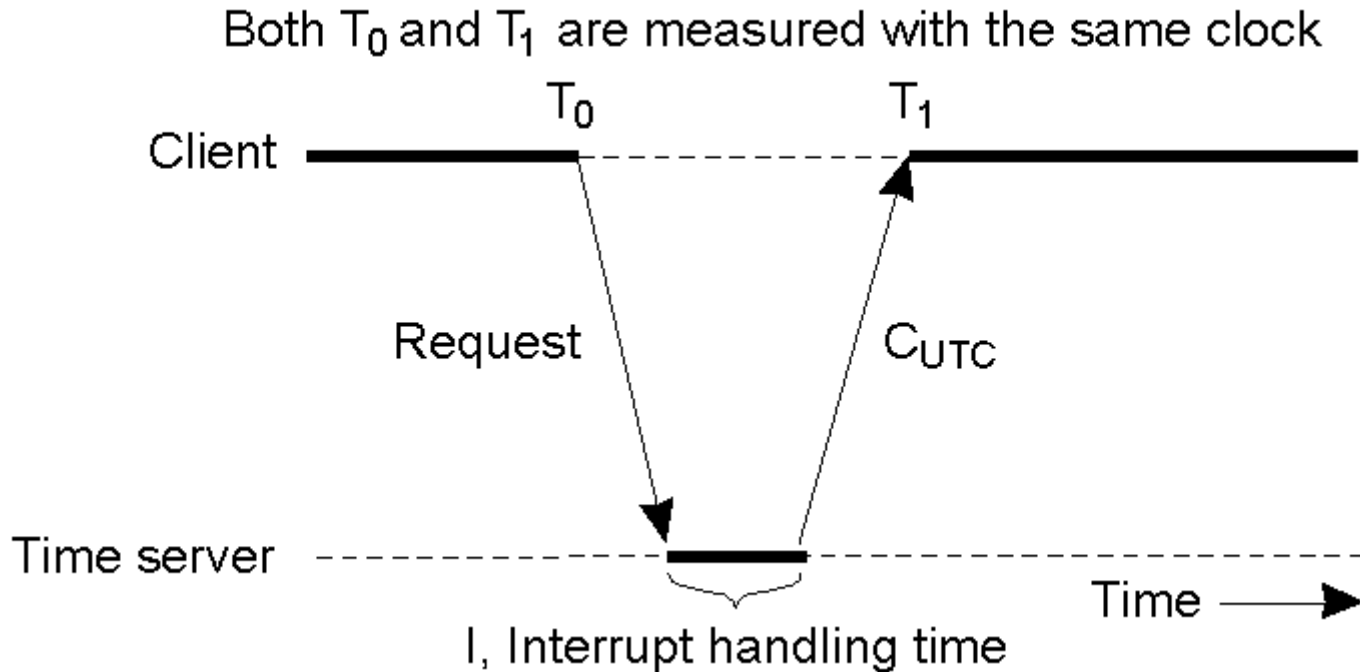 Both T₀ and T₁ are measured with the same clock
T₀
T₁
Client
Request
C_UTC
Time server
Time
I, Interrupt handling time